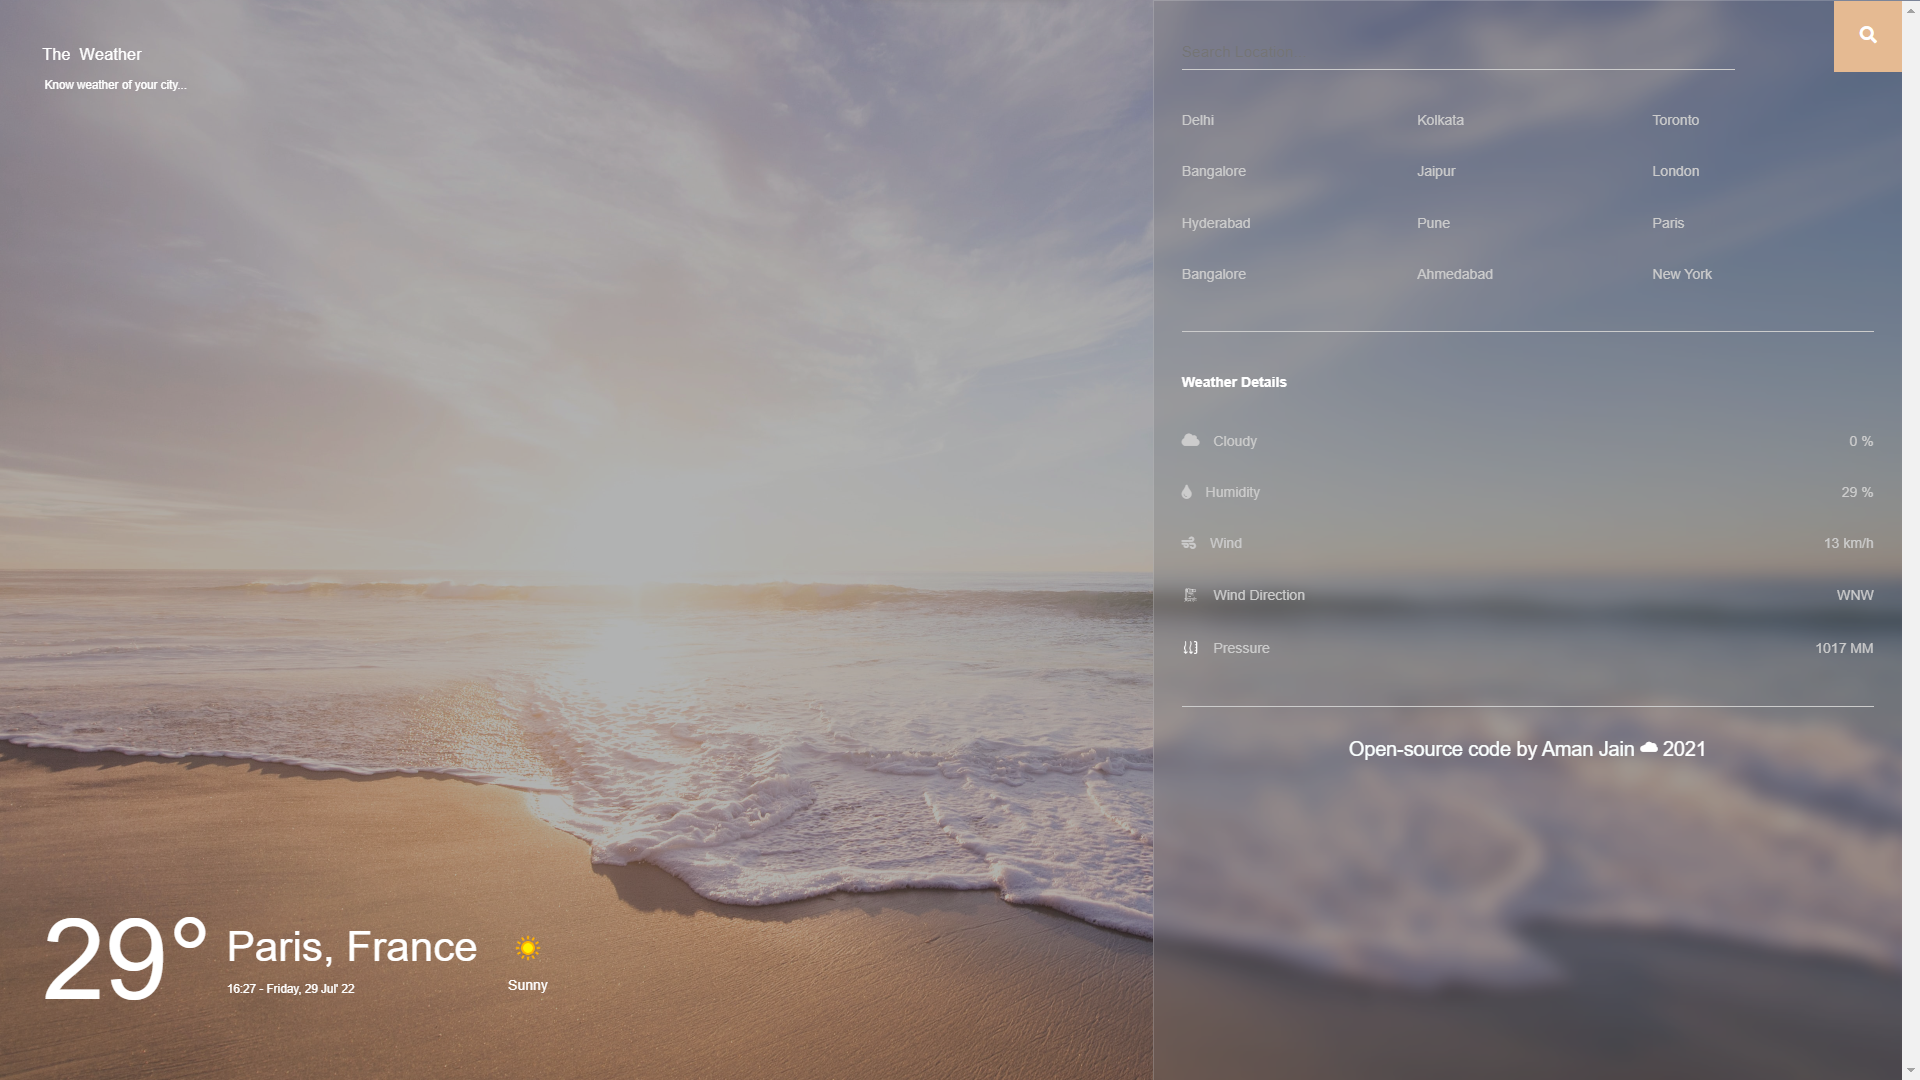 The Weather
Know weather of your city...
Search Location
Delhi Kolkata Toronto
Bangalore Jaipur London
Hyderabad Pune Paris
Bangalore Ahmedabad New York
Weather Details
Cloudy 0 %
Humidity 29 %
Wind 13 km/h
Wind Direction WNW
Pressure 1017 MM
Open-source code by Aman Jain 2021
29° Paris, France
16:27 - Friday, 29 Jul' 22
Sunny